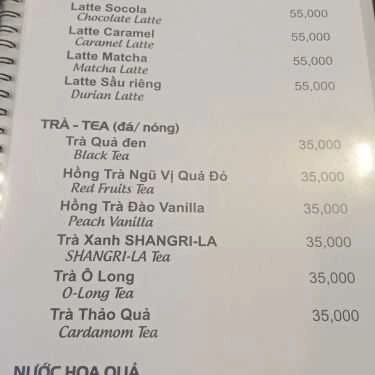 Latte Socola 55,000
Chocolate Latte
Latte Caramel 55,000
Caramel Latte
Latte Matcha 55,000
Matcha Latte
Latte Sầu riêng 55,000
Durian Latte
TRÀ - TEA (đá/ nóng)
Trà Quả đen 35,000
Black Tea
Hồng Trà Ngũ Vị Quả Đỏ 35,000
Red Fruits Tea
Hồng Trà Đào Vanilla 35,000
Peach Vanilla
Trà Xanh SHANGRI-LA 35,000
SHANGRI-LA Tea
Trà Ô Long 35,000
O-Long Tea
Trà Thảo Quả 35,000
Cardamom Tea
NƯỚC HOA QUẢ